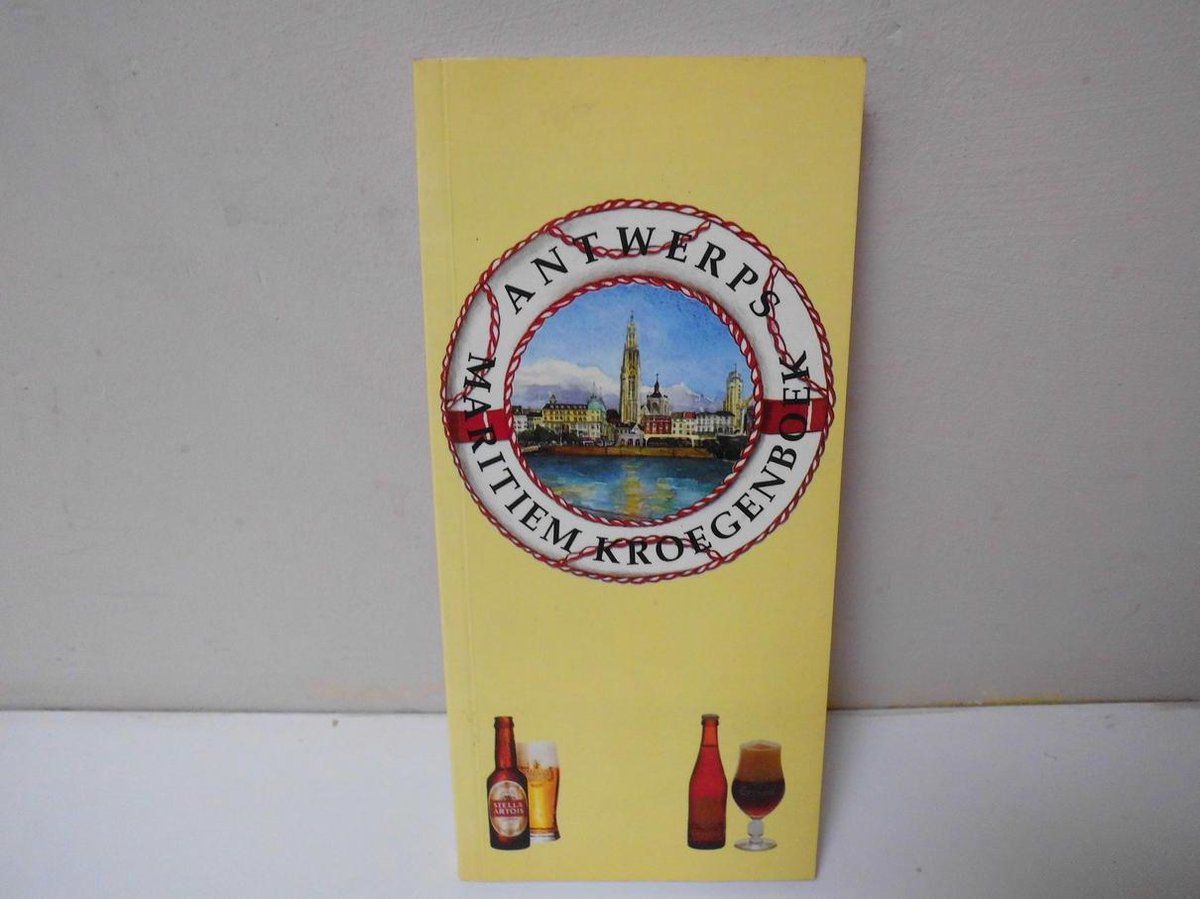 ANTWERPS
MARITIEM KROEGENBOEK
STELLA
ARTOIS